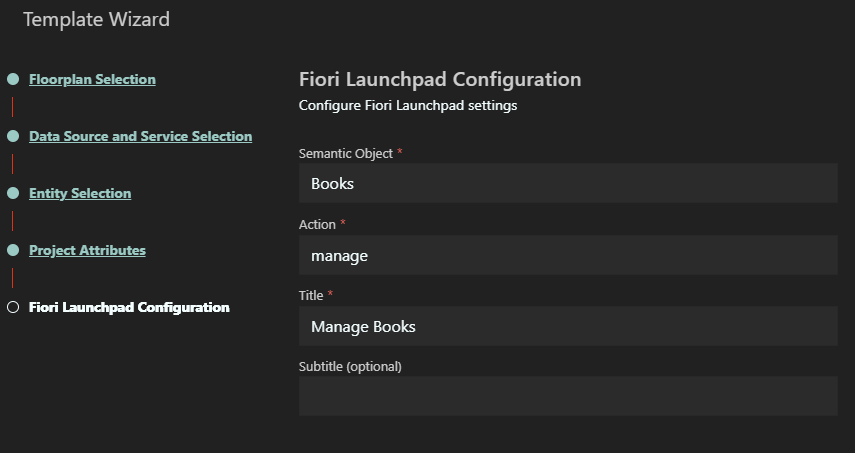 Template Wizard
Floorplan Selection
Data Source and Service Selection
Entity Selection
Project Attributes
Fiori Launchpad Configuration
Fiori Launchpad Configuration
Configure Fiori Launchpad settings
Semantic Object *
Books
Action *
manage
Title *
Manage Books
Subtitle (optional)